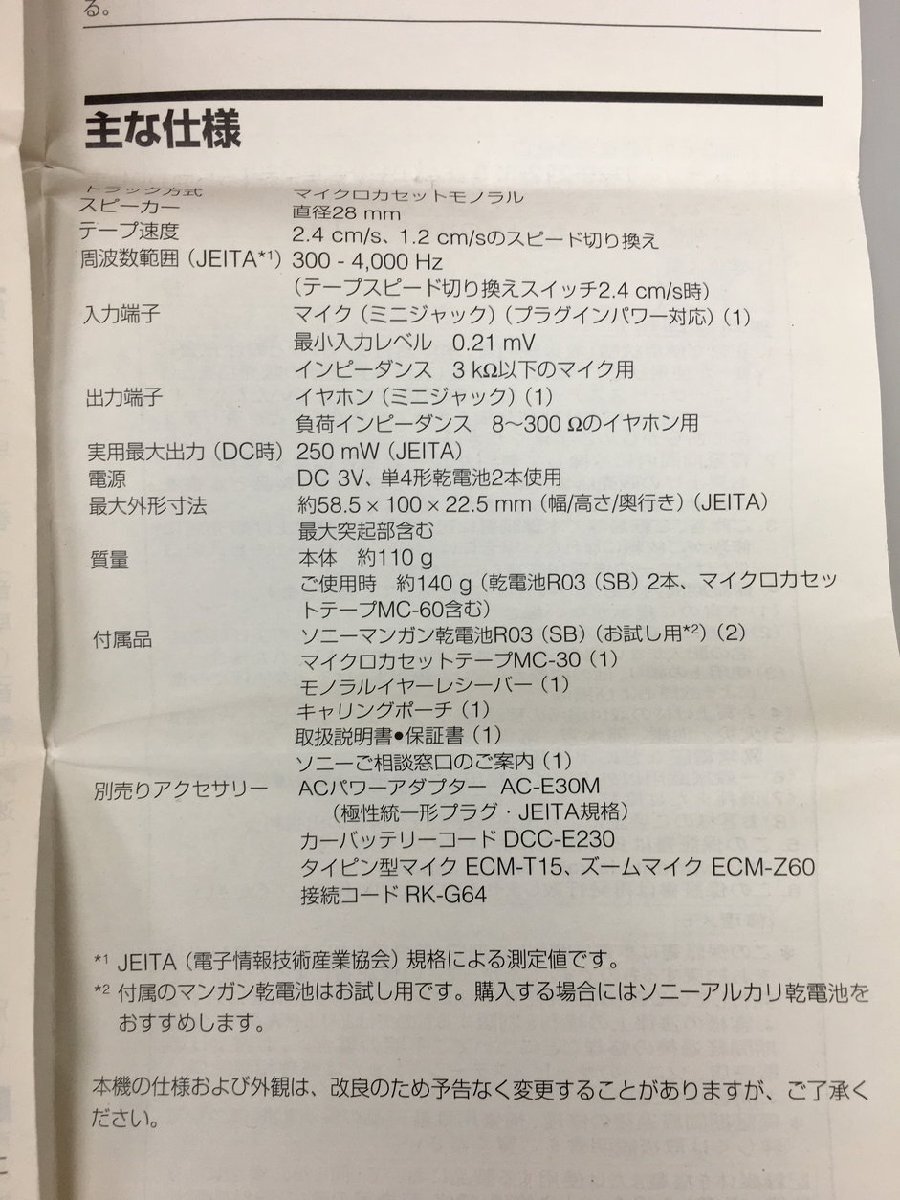 る。
主な仕様
トラック方式 マイクロカセットモノラル
スピーカー 直径28 mm
テープ速度 2.4 cm/s、1.2 cm/sのスピード切り換え
周波数範囲（JEITA*1） 300 - 4,000 Hz
（テープスピード切り換えスイッチ2.4 cm/s時）
入力端子 マイク（ミニジャック）（プラグインパワー対応）（1）
最小入力レベル 0.21 mV
インピーダンス 3 kΩ以下のマイク用
出力端子 イヤホン（ミニジャック）（1）
負荷インピーダンス 8～300 Ωのイヤホン用
実用最大出力（DC時） 250 mW（JEITA）
電源 DC 3V、単4形乾電池2本使用
最大外形寸法 約58.5 × 100 × 22.5 mm（幅/高さ/奥行き）（JEITA）
最大突起部含む
質量 本体 約110 g
ご使用時 約140 g（乾電池R03（SB）2本、マイクロカセッ
トテープMC-60含む）
付属品 ソニーマンガン乾電池R03（SB）（お試し用*2）（2）
マイクロカセットテープMC-30（1）
モノラルイヤーレシーバー（1）
キャリングポーチ（1）
取扱説明書●保証書（1）
ソニーご相談窓口のご案内（1）
別売りアクセサリー ACパワーアダプター AC-E30M
（極性統一形プラグ・JEITA規格）
カーバッテリーコード DCC-E230
タイピン型マイク ECM-T15、ズームマイク ECM-Z60
接続コード RK-G64
*1 JEITA（電子情報技術産業協会）規格による測定値です。
*2 付属のマンガン乾電池はお試し用です。購入する場合にはソニーアルカリ乾電池を
おすすめします。
本機の仕様および外観は、改良のため予告なく変更することがありますが、ご了承く
ださい。